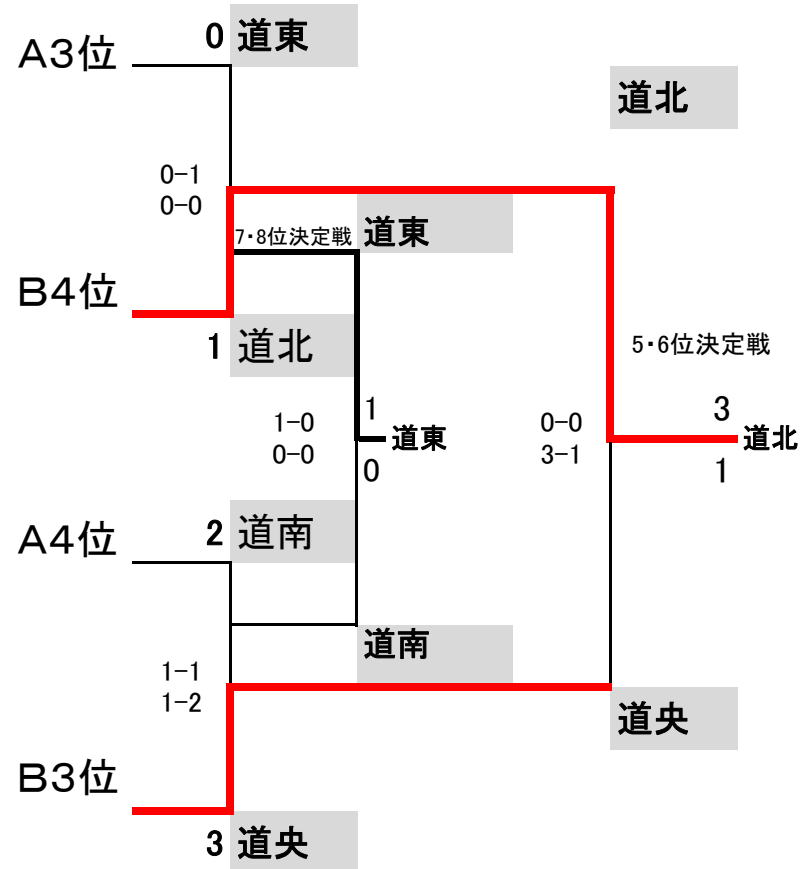 0 道東
A3位
道北
0-1
0-0
7・8位決定戦
道東
B4位
1 道北
5・6位決定戦
1-0
0-0
1
道東
0
0-0
3-1
3
道北
1
A4位
2 道南
道南
1-1
1-2
道央
B3位
3 道央